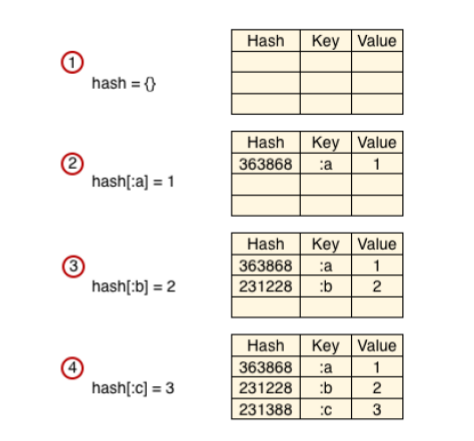 Hash Key Value
1
hash = {}
Hash Key Value
2
363868 :a 1
hash[:a] = 1
Hash Key Value
3
363868 :a 1
hash[:b] = 2
231228 :b 2
Hash Key Value
4
363868 :a 1
hash[:c] = 3
231228 :b 2
231388 :c 3